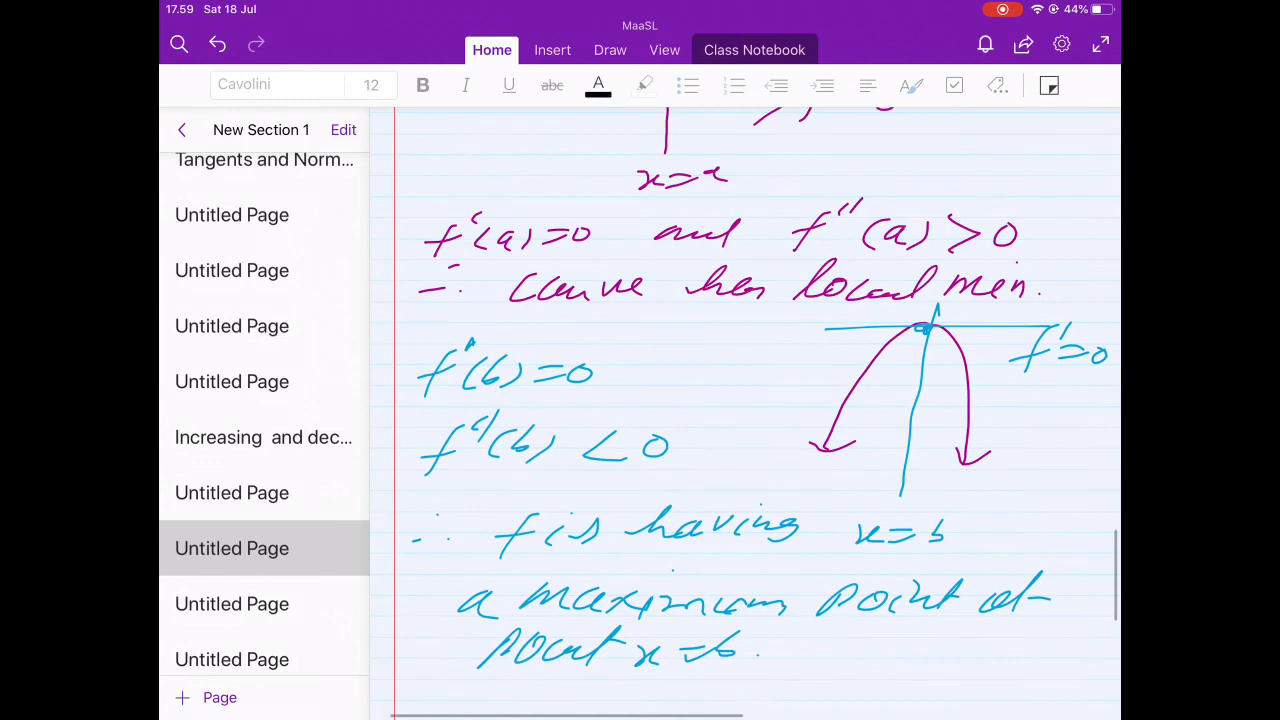 17.59 Sat 18 Jul
44%
MaaSL
Home Insert Draw View Class Notebook
Cavolini 12 B I U abc A
New Section 1 Edit
Tangents and Norm...
Untitled Page
Untitled Page
Untitled Page
Untitled Page
Increasing and dec...
Untitled Page
Untitled Page
Untitled Page
Untitled Page
+ Page
f'(a)=0 and f''(a)>0
∴ curve has local min.
f'=0
f'(b)=0
f''(b)<0
∴ f is having
x=b
a maximum point at
point x=b.